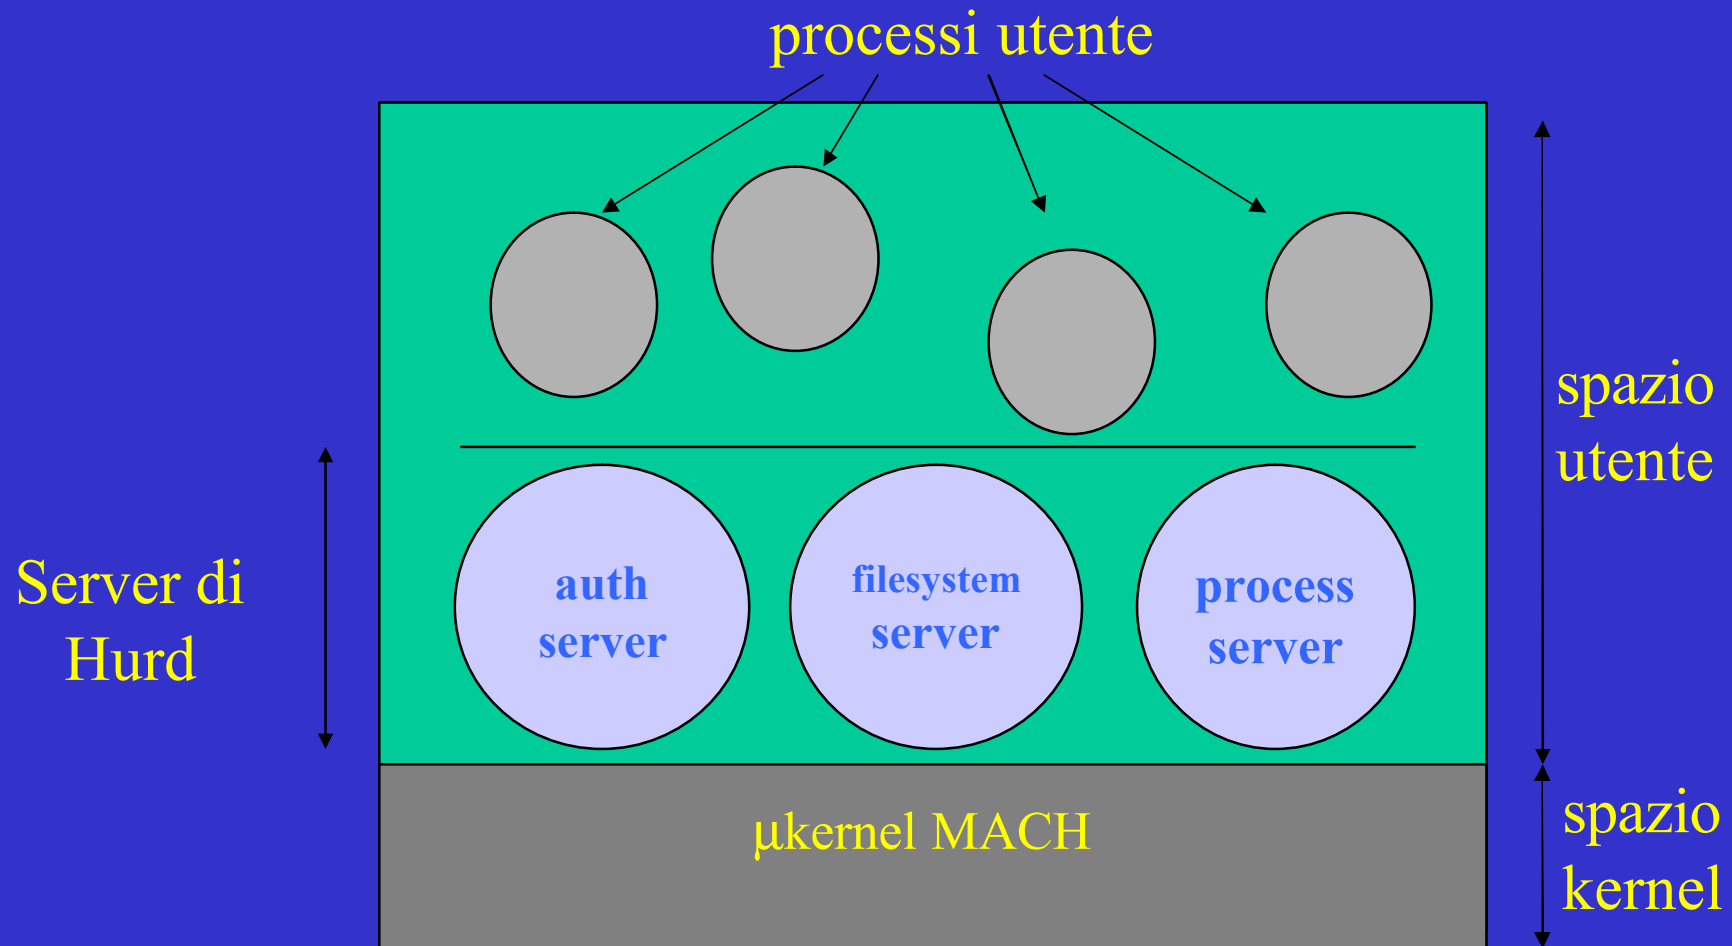 processi utente
spazio
utente
Server di
Hurd
auth
server
filesystem
server
process
server
μkernel MACH
spazio
kernel